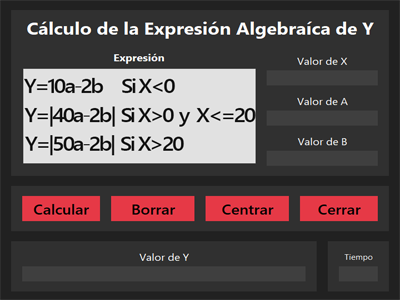 Cálculo de la Expresión Algebraíca de Y
Expresión
Y=10a-2b Si X<0
Y=|40a-2b| Si X>0 y X<=20
Y=|50a-2b| Si X>20
Valor de X
Valor de A
Valor de B
Calcular Borrar Centrar Cerrar
Valor de Y
Tiempo